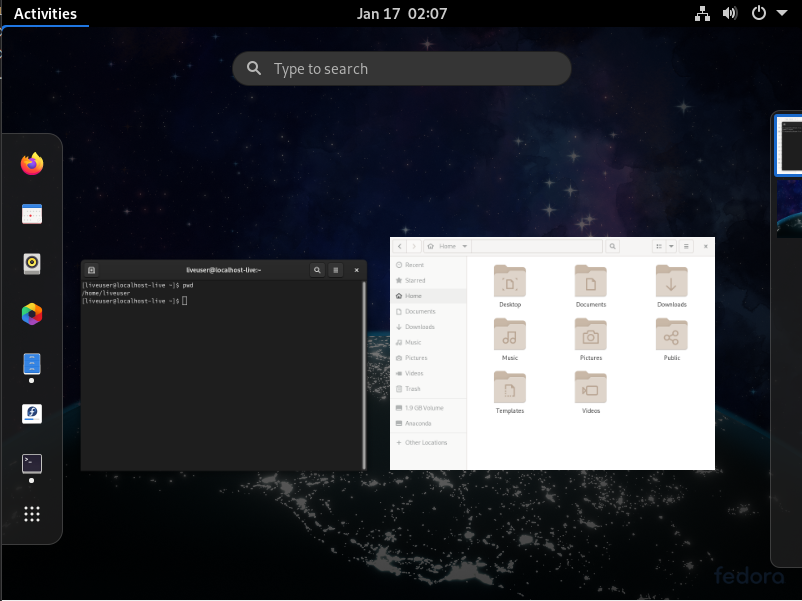 Activities
Jan 17 02:07
Type to search
liveuser@localhost-live:~
[liveuser@localhost-live ~]$ pwd
/home/liveuser
[liveuser@localhost-live ~]$
Home
Recent
Starred
Home
Documents
Downloads
Music
Pictures
Videos
Trash
1.9 GB Volume
Anaconda
Other Locations
Desktop
Documents
Downloads
Music
Pictures
Public
Templates
Videos
fedora